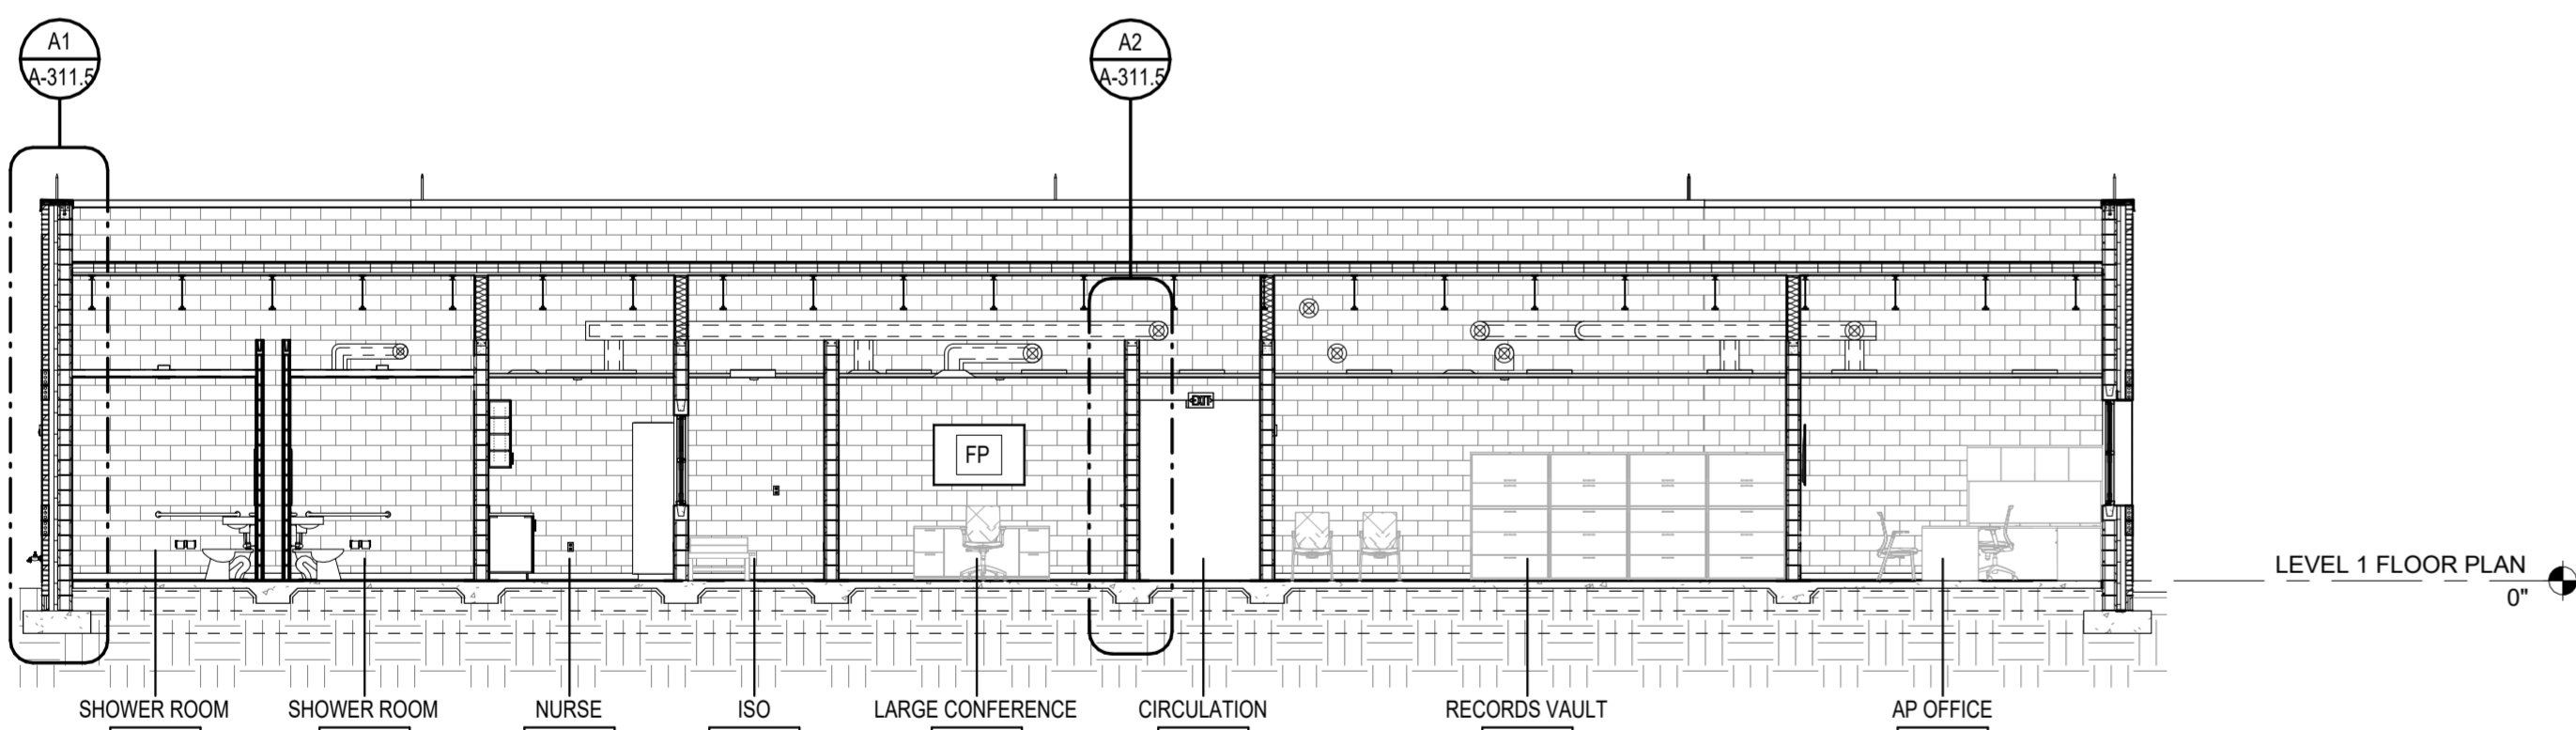 A1
A-311.5
A2
A-311.5
EXIT
FP
LEVEL 1 FLOOR PLAN
0"
SHOWER ROOM
SHOWER ROOM
NURSE
ISO
LARGE CONFERENCE
CIRCULATION
RECORDS VAULT
AP OFFICE